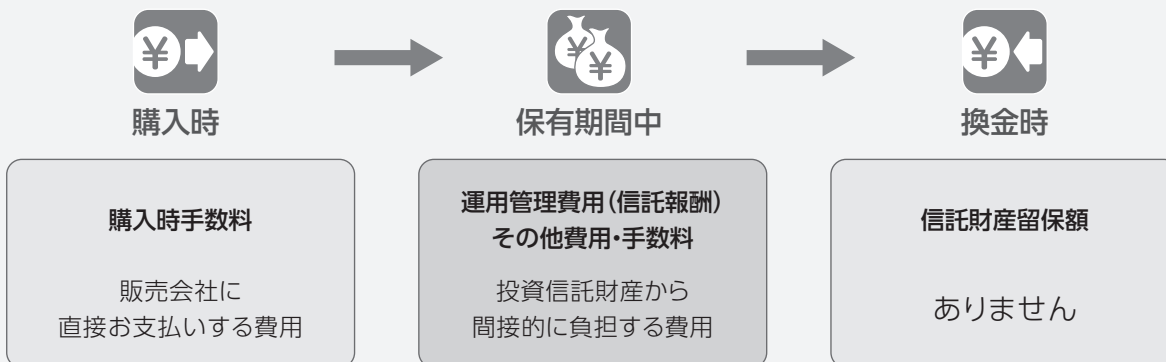 購入時
保有期間中
換金時
購入時手数料
販売会社に
直接お支払いする費用
運用管理費用(信託報酬)
その他費用・手数料
投資信託財産から
間接的に負担する費用
信託財産留保額
ありません